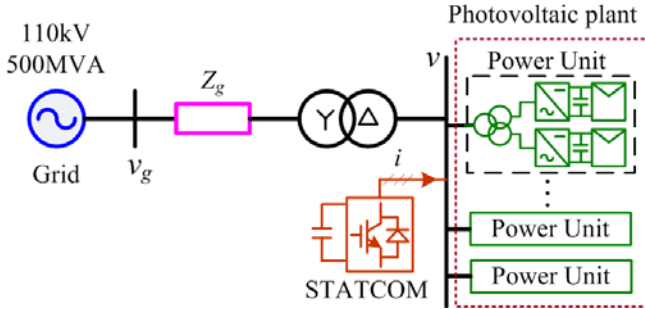 Photovoltaic plant
110kV
500MVA
Z_g
v
Power Unit
Y
Δ
v_g
Grid
i
STATCOM
Power Unit
Power Unit